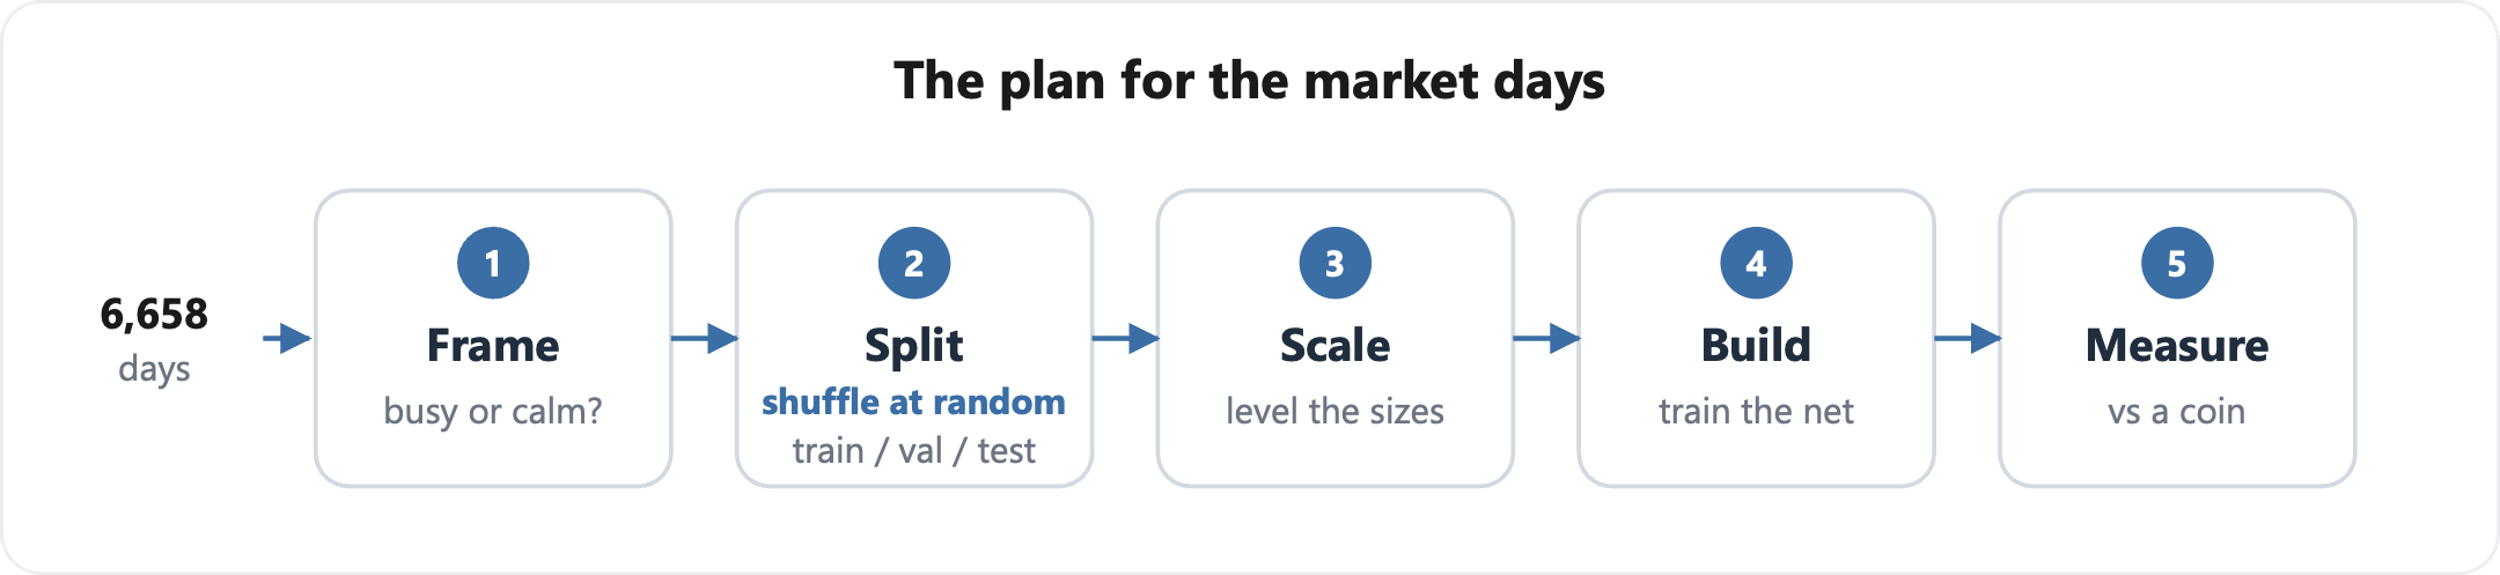 The plan for the market days
6,658
days
1
Frame
busy or calm?
2
Split
shuffle at random
train / val / test
3
Scale
level the sizes
4
Build
train the net
5
Measure
vs a coin